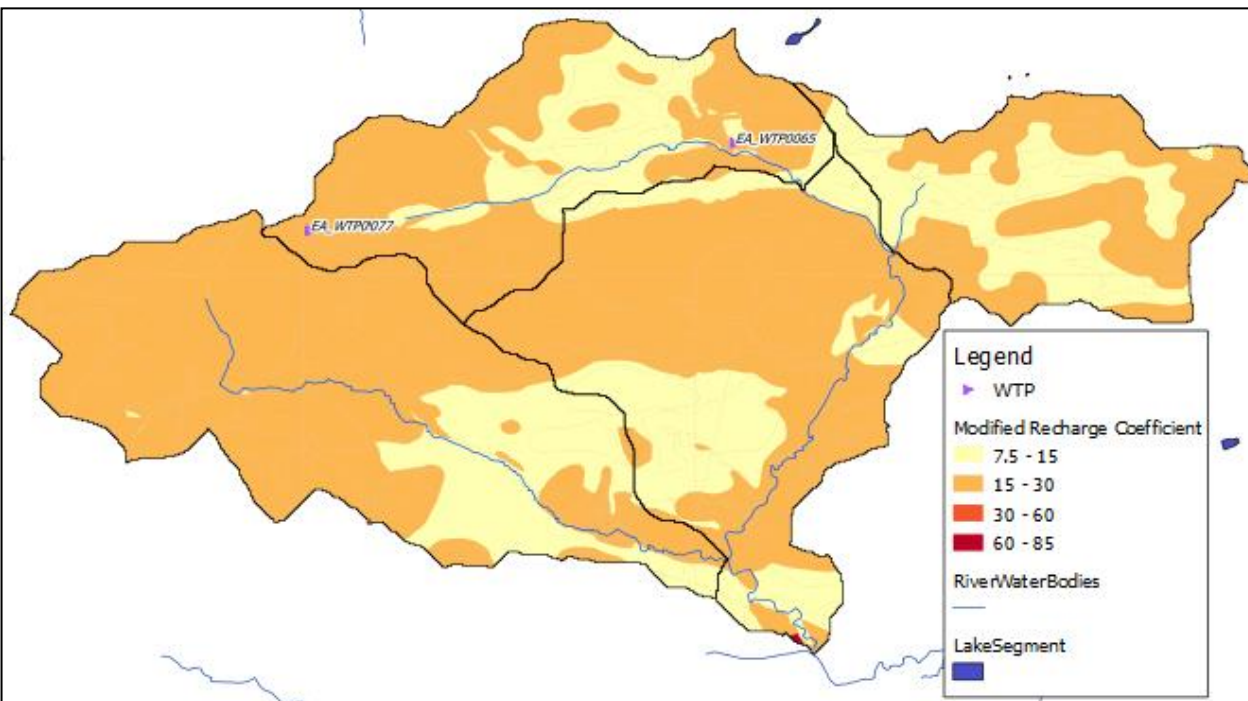 EA_WTP0065
EA_WTP0077
Legend
WTP
Modified Recharge Coefficient
7.5 - 15
15 - 30
30 - 60
60 - 85
RiverWaterBodies
LakeSegment